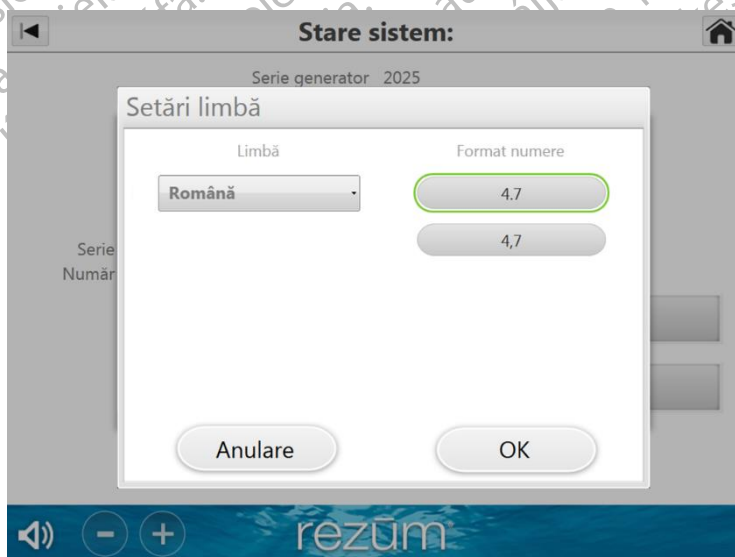 Stare sistem:
Serie generator 2025
Setări limbă
Limbă Format numere
Română 4.7
4,7
Serie
Număr
Anulare OK
rezūm